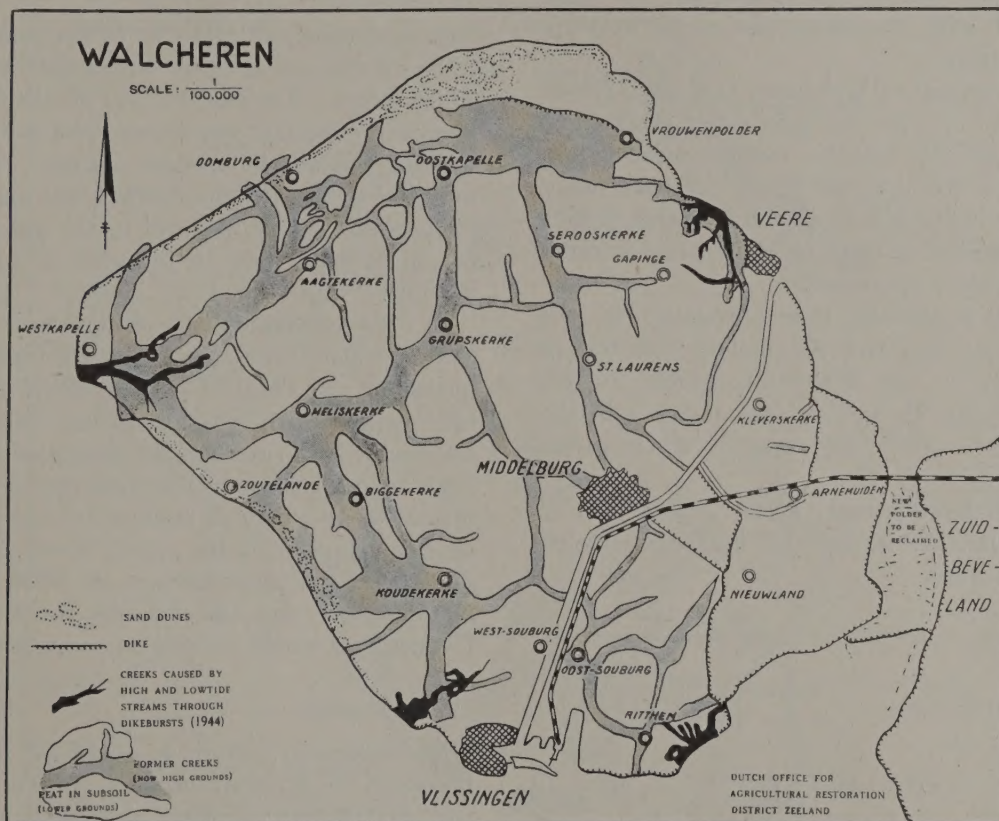 WALCHEREN
SCALE: 1/100.000
VROUWENPOLDER
DOMBURG
OOSTKAPELLE
VEERE
SEROOSKERKE
GAPINGE
AAGTEKERKE
WESTKAPELLE
GRIJPSKERKE
ST. LAURENS
MELISKERKE
KLEVERSKERKE
MIDDELBURG
ZOUTELANDE
BIGGEKERKE
ARNEMUIDEN
NEW
POLDER
TO BE
RECLAIMED
ZUID-
BEVE-
LAND
KOUDEKERKE
NIEUWLAND
SAND DUNES
WEST-SOUBURG
DIKE
OOST-SOUBURG
CREEKS CAUSED BY
HIGH AND LOWTIDE
STREAMS THROUGH
DIKEBURSTS (1944)
RITTHEM
FORMER CREEKS
(NOW HIGH GROUNDS)
PEAT IN SUBSOIL
(LOWER GROUNDS)
VLISSINGEN
DUTCH OFFICE FOR
AGRICULTURAL RESTORATION
DISTRICT ZEELAND